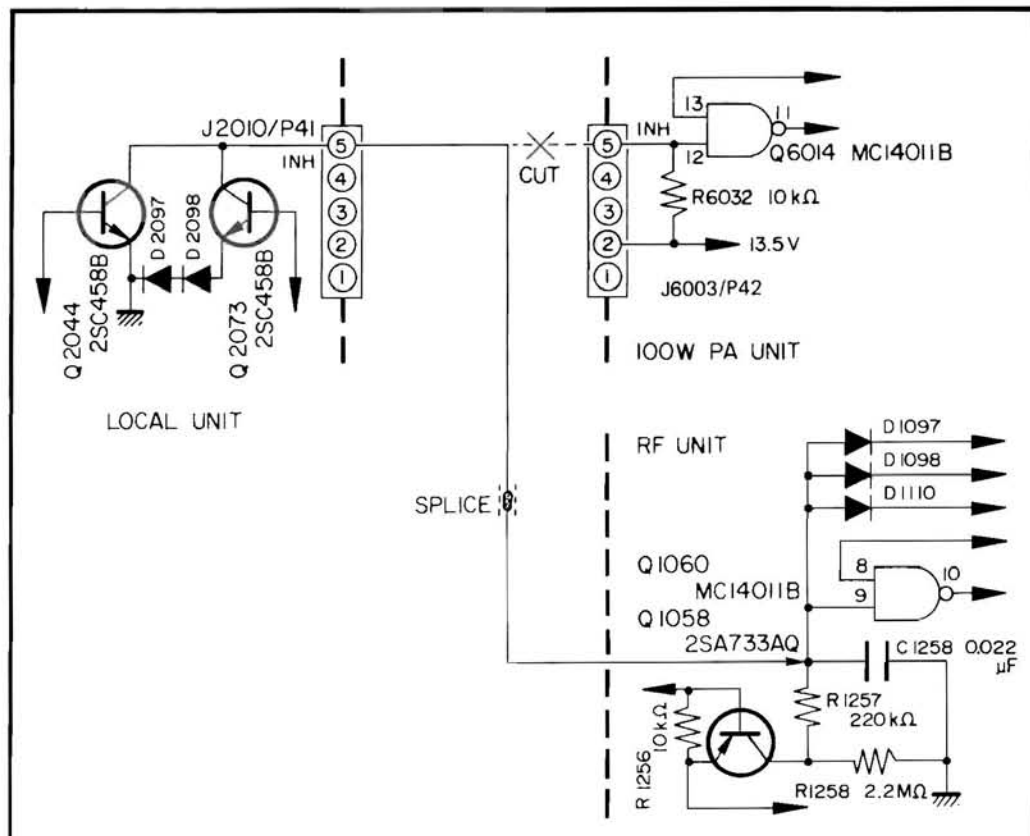 J2010/P41
INH
5
4
3
2
1
D2097
D2098
Q2044
2SC458B
Q2073
2SC458B
LOCAL UNIT
CUT
5
4
3
2
1
INH
13
12
11
Q6014 MC14011B
R6032 10kΩ
13.5V
J6003/P42
100W PA UNIT
RF UNIT
SPLICE
D1097
D1098
D1110
Q1060
MC14011B
8
9
10
Q1058
2SA733AQ
C1258 0.022
µF
R1257
220kΩ
R1256
10kΩ
R1258 2.2MΩ